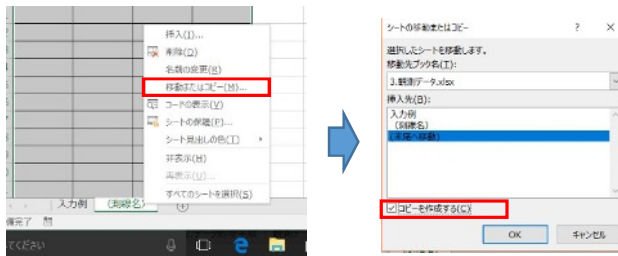 挿入(I)...
削除(D)
名前の変更(R)
移動またはコピー(M)...
コードの表示(V)
シートの保護(P)...
シート見出しの色(T)
非表示(H)
再表示(U)...
すべてのシートを選択(S)
入力例 (測線名)
備完了
てください
シートの移動またはコピー ? ×
選択したシートを移動します。
移動先ブック名(T):
3.観測データ.xlsx
挿入先(B):
入力例
(測線名)
(末尾へ移動)
コピーを作成する(C)
OK キャンセル